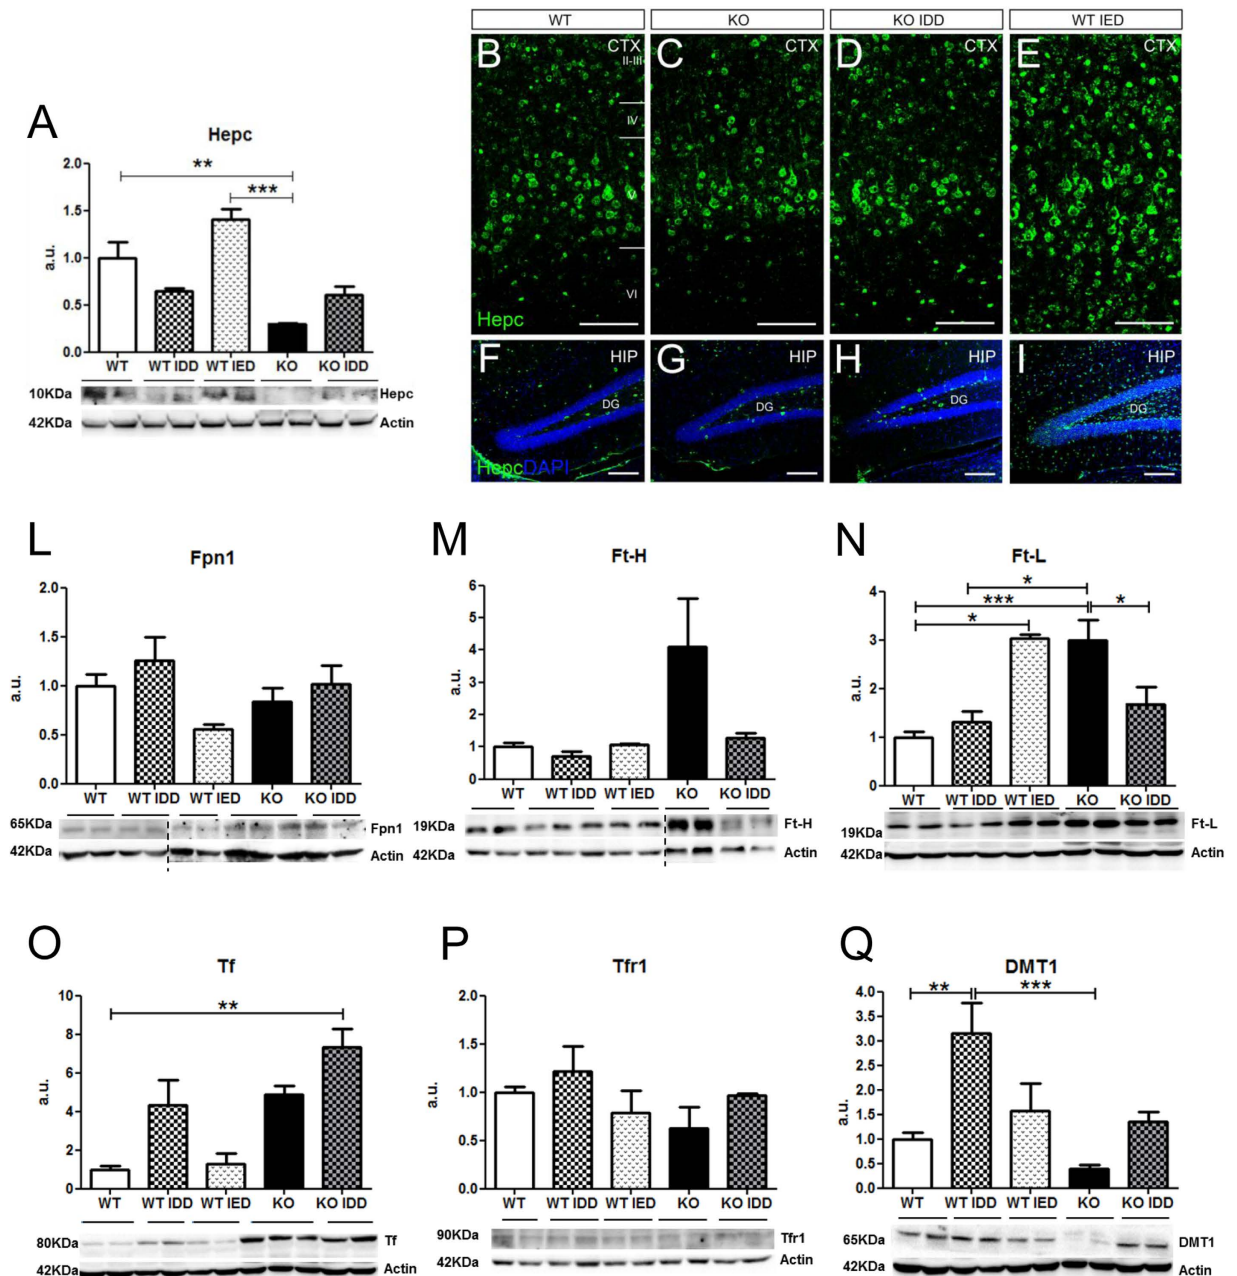 WT KO KO IDD WT IED
B CTX C CTX D CTX E CTX
II-III
IV
V
VI
Hepc
F HIP G HIP H HIP I HIP
DG DG DG DG
HepcDAPI
A
Hepc
** 
***
2.0
1.5
1.0
0.5
0.0
a.u.
WT WT IDD WT IED KO KO IDD
10KDa Hepc
42KDa Actin
L
Fpn1
2.0
1.5
1.0
0.5
0.0
a.u.
WT WT IDD WT IED KO KO IDD
65KDa Fpn1
42KDa Actin
M
Ft-H
6
5
4
3
2
1
0
a.u.
WT WT IDD WT IED KO KO IDD
19KDa Ft-H
42KDa Actin
N
Ft-L
*
*** *
*
4
3
2
1
0
a.u.
WT WT IDD WT IED KO KO IDD
19KDa Ft-L
42KDa Actin
O
Tf
**
10
8
6
4
2
0
a.u.
WT WT IDD WT IED KO KO IDD
80KDa Tf
42KDa Actin
P
Tfr1
2.0
1.5
1.0
0.5
0.0
a.u.
WT WT IDD WT IED KO KO IDD
90KDa Tfr1
42KDa Actin
Q
DMT1
** ***
4.0
3.5
3.0
2.5
2.0
1.5
1.0
0.5
0.0
a.u.
WT WT IDD WT IED KO KO IDD
65KDa DMT1
42KDa Actin